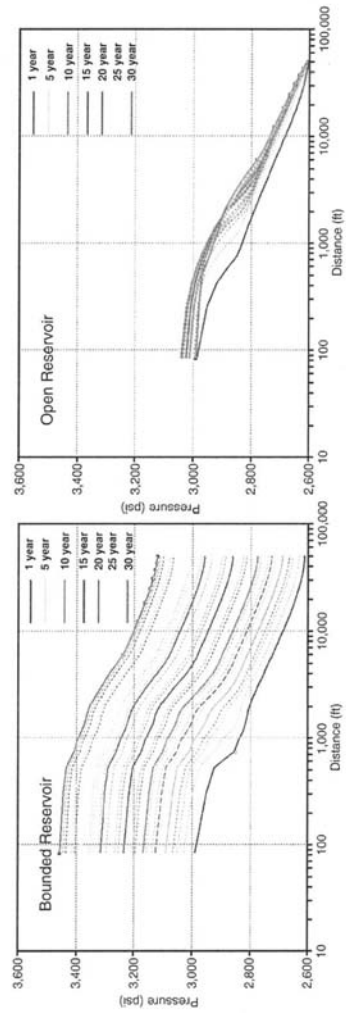 Bounded Reservoir
Pressure (psi)
3,600
3,400
3,200
3,000
2,800
2,600
10
100
1,000
10,000
100,000
Distance (ft)
1 year
5 year
10 year
15 year
20 year
25 year
30 year
Open Reservoir
Pressure (psi)
3,600
3,400
3,200
3,000
2,800
2,600
10
100
1,000
10,000
100,000
Distance (ft)
1 year
5 year
10 year
15 year
20 year
25 year
30 year